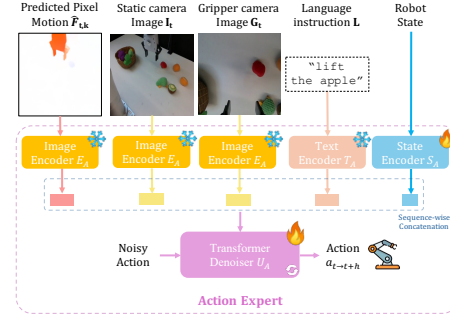 Predicted Pixel
Motion F̂t,k
Static camera
Image It
Gripper camera
Image Gt
Language
instruction L
Robot
State
"lift
the apple"
Image
Encoder EA
Image
Encoder EA
Image
Encoder EA
Text
Encoder TA
State
Encoder SA
Sequence-wise
Concatenation
Noisy
Action
Transformer
Denoiser UA
Action
at→t+h
Action Expert